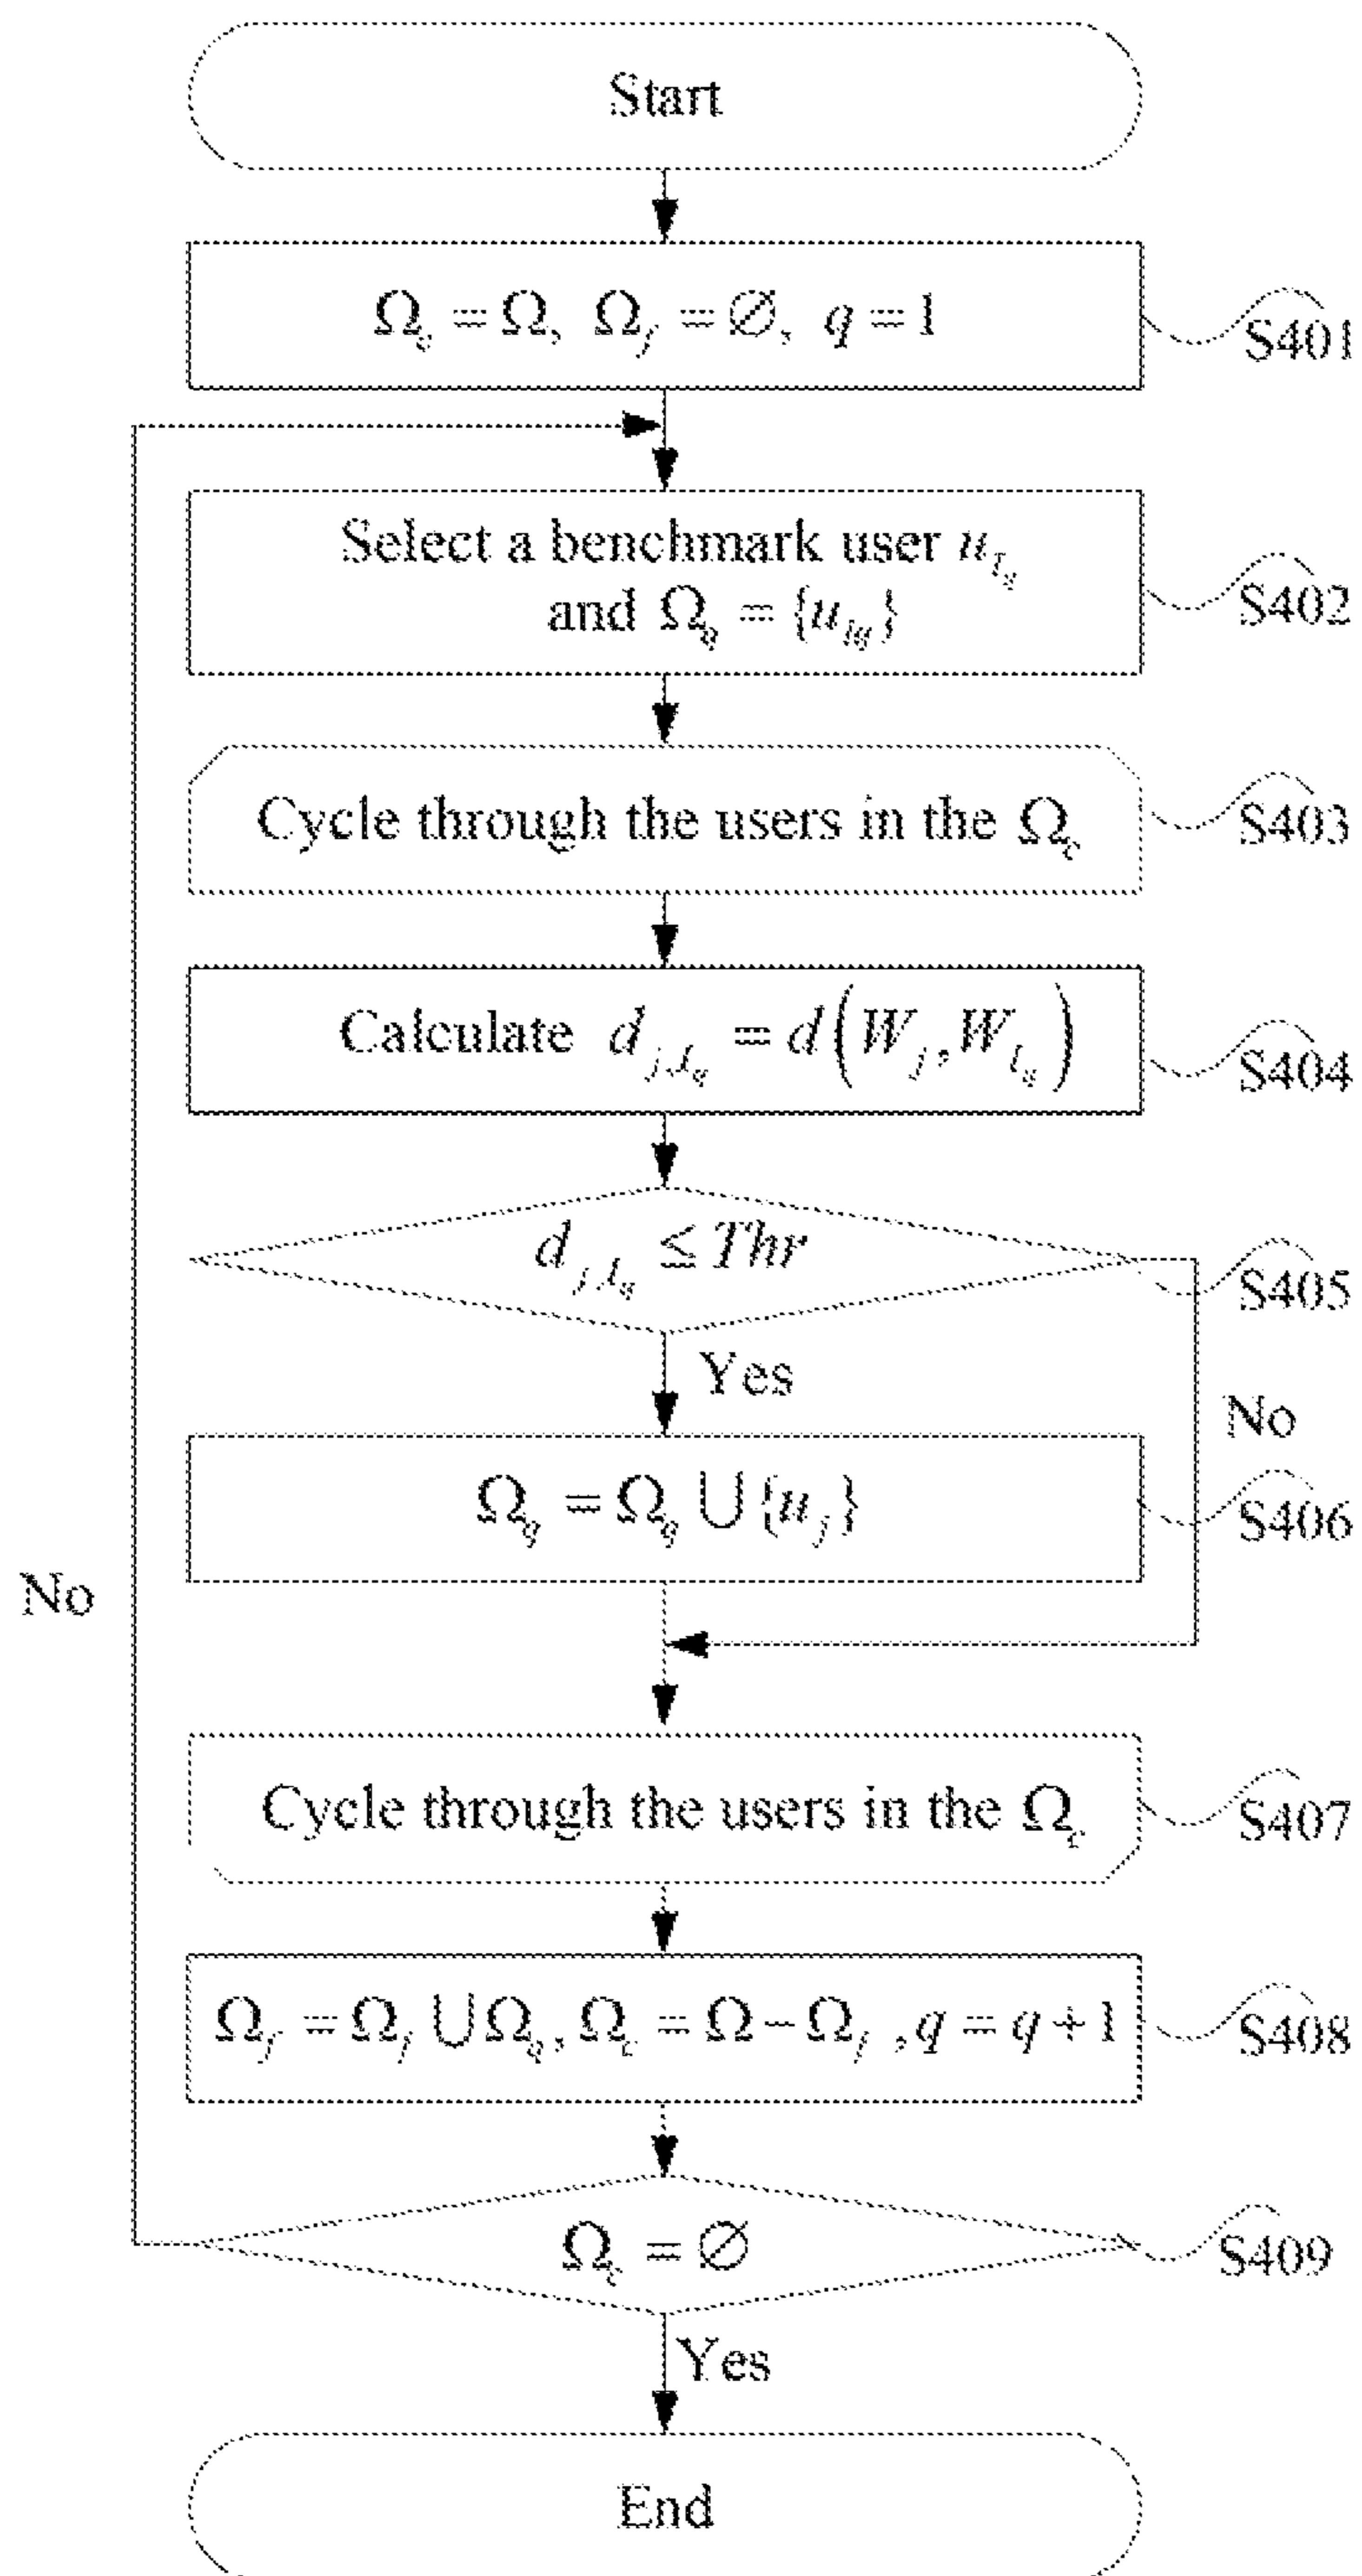 Start
Ω_c = Ω, Ω_f = ∅, q = 1
S401
Select a benchmark user u_{l_q}
and Ω_q = {u_{lq}}
S402
Cycle through the users in the Ω_c
S403
Calculate d_{j,l_q} = d(W_j, W_{l_q})
S404
d_{j,l_q} ≤ Thr
S405
Yes
No
Ω_q = Ω_q ⋃ {u_j}
S406
No
Cycle through the users in the Ω_c
S407
Ω_f = Ω_f ⋃ Ω_q, Ω_c = Ω − Ω_f , q = q + 1
S408
Ω_c = ∅
S409
Yes
End